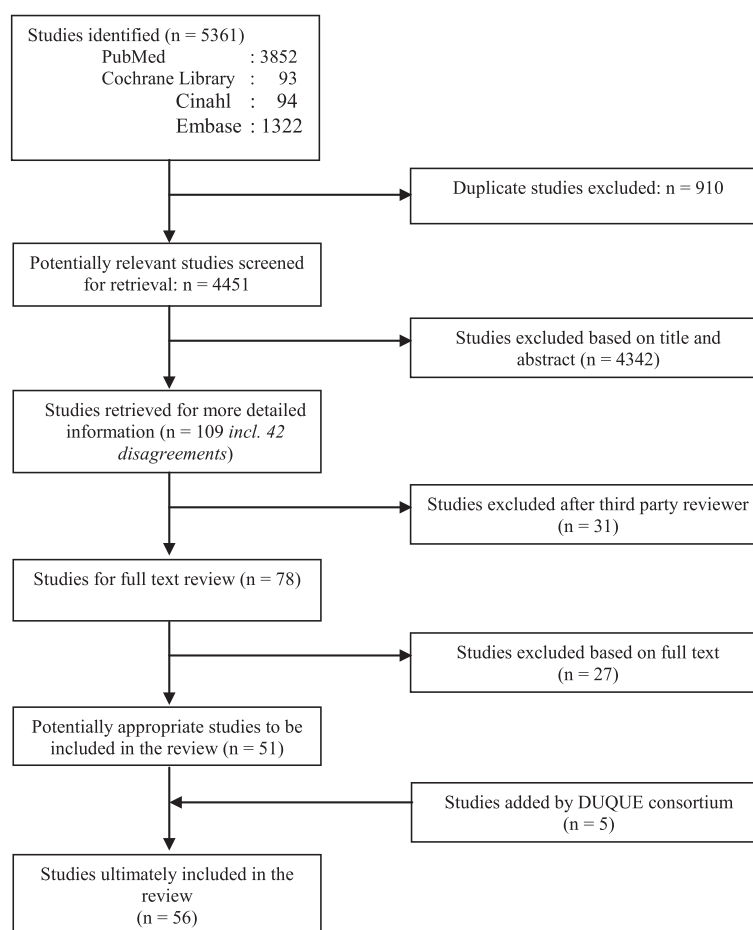 Studies identified (n = 5361)
PubMed : 3852
Cochrane Library : 93
Cinahl : 94
Embase : 1322
Duplicate studies excluded: n = 910
Potentially relevant studies screened
for retrieval: n = 4451
Studies excluded based on title and
abstract (n = 4342)
Studies retrieved for more detailed
information (n = 109 incl. 42
disagreements)
Studies excluded after third party reviewer
(n = 31)
Studies for full text review (n = 78)
Studies excluded based on full text
(n = 27)
Potentially appropriate studies to be
included in the review (n = 51)
Studies added by DUQUE consortium
(n = 5)
Studies ultimately included in the
review
(n = 56)